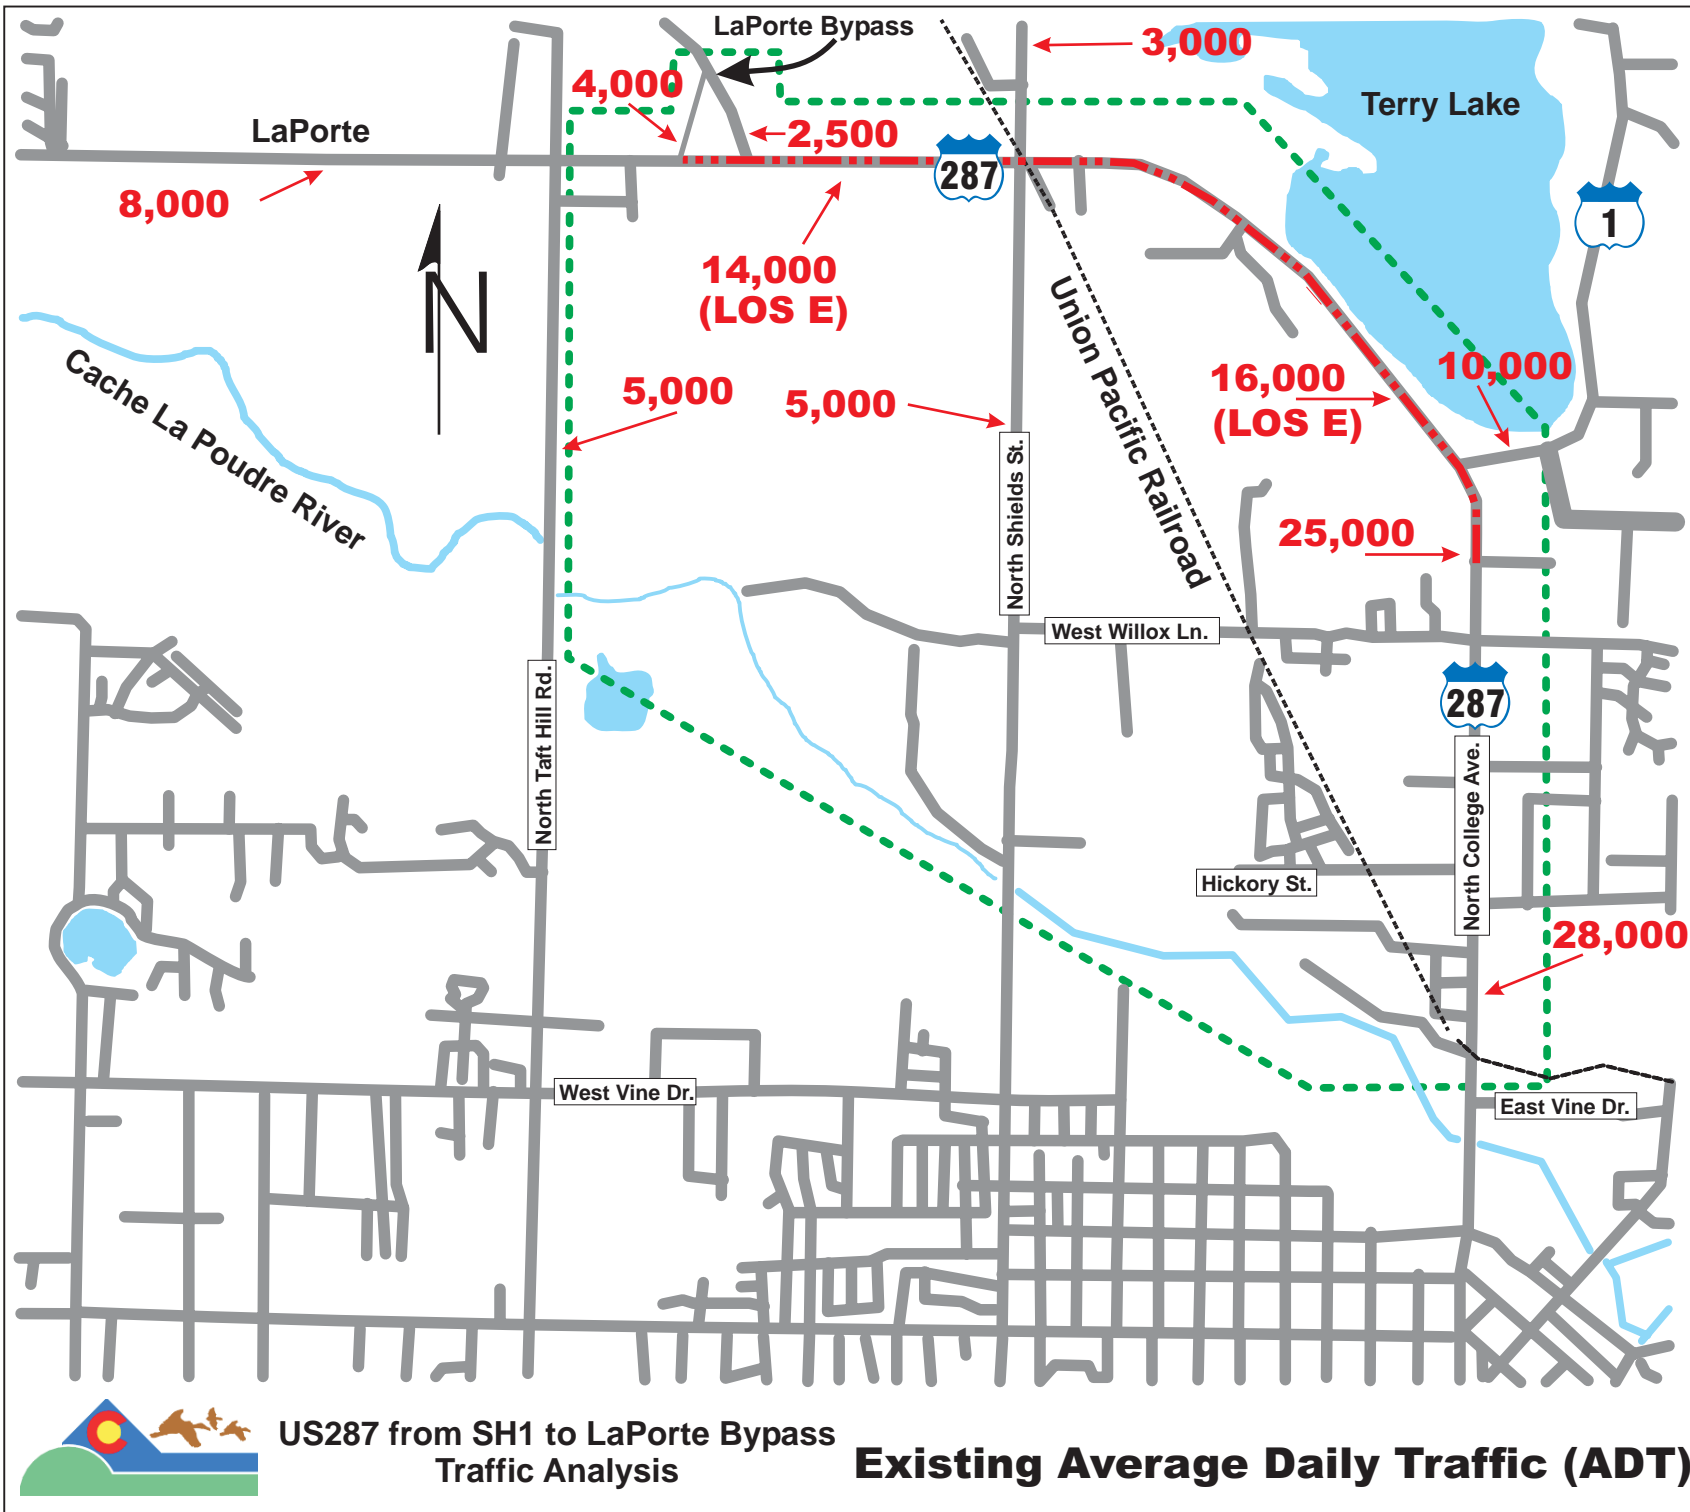 LaPorte Bypass
3,000
4,000
Terry Lake
LaPorte
2,500
287
8,000
1
14,000
(LOS E)
N
Union Pacific Railroad
Cache La Poudre River
5,000
5,000
16,000
(LOS E)
10,000
North Shields St.
25,000
West Willox Ln.
North Taft Hill Rd.
287
North College Ave.
Hickory St.
28,000
West Vine Dr.
East Vine Dr.
C
US287 from SH1 to LaPorte Bypass
Traffic Analysis
Existing Average Daily Traffic (ADT)